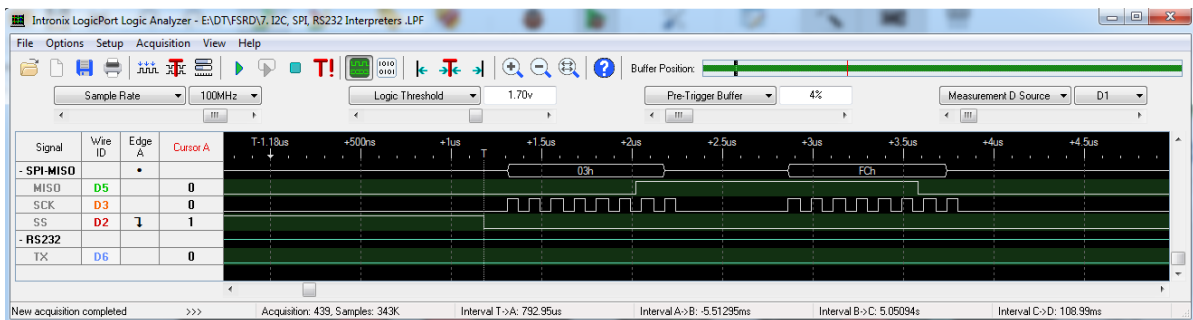 Intronix LogicPort Logic Analyzer - E:\DT\FSRD\7. I2C, SPI, RS232 Interpreters .LPF
File Options Setup Acquisition View Help
T! 1010 0101 T ? Buffer Position:
Sample Rate 100MHz Logic Threshold 1.70v Pre-Trigger Buffer 4% Measurement D Source D1
Signal Wire ID Edge A Cursor A T-1.18us +500ns +1us +1.5us +2us +2.5us +3us +3.5us +4us +4.5us
T
- SPI-MISO 03h FCh
MISO D5 0
SCK D3 0
SS D2 1
- RS232
TX D6 0
New acquisition completed >>> Acquisition: 439, Samples: 343K Interval T->A: 792.95us Interval A->B: -5.51295ms Interval B->C: 5.05094s Interval C->D: 108.99ms